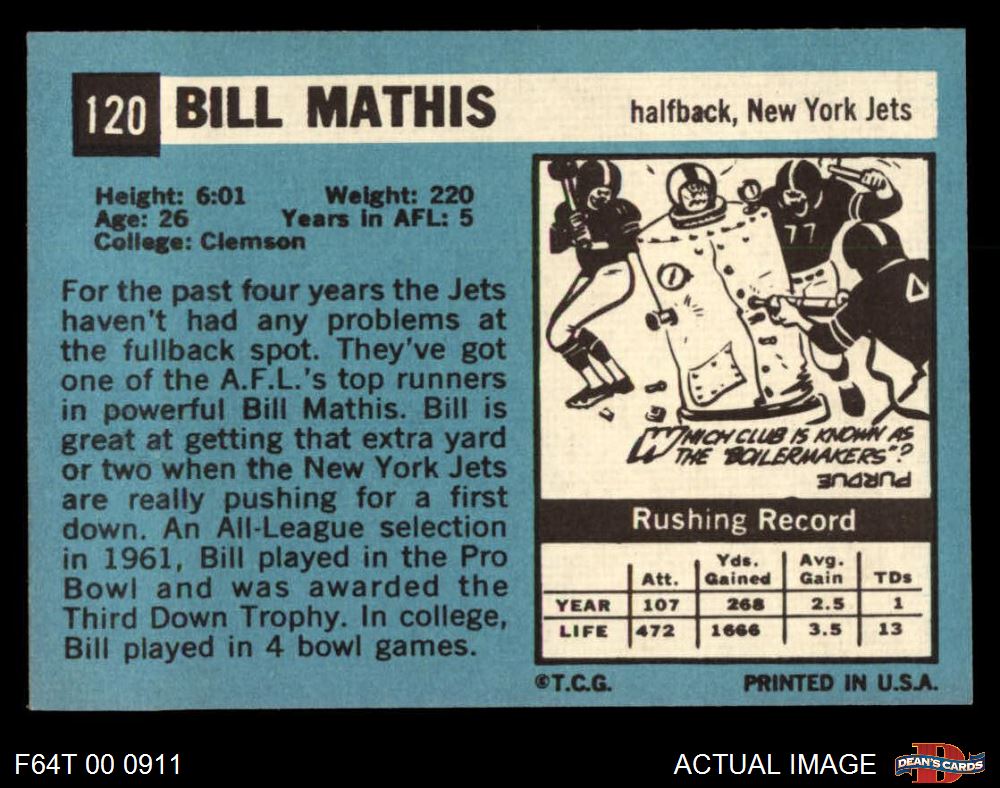 120 BILL MATHIS halfback, New York Jets
Height: 6:01 Weight: 220
Age: 26 Years in AFL: 5
College: Clemson
For the past four years the Jets
haven't had any problems at
the fullback spot. They've got
one of the A.F.L.'s top runners
in powerful Bill Mathis. Bill is
great at getting that extra yard
or two when the New York Jets
are really pushing for a first
down. An All-League selection
in 1961, Bill played in the Pro
Bowl and was awarded the
Third Down Trophy. In college,
Bill played in 4 bowl games.
77
WHICH CLUB IS KNOWN AS
THE "BOILERMAKERS"?
PURDUE
Rushing Record
Att. Yds. Gained Avg. Gain TDs
YEAR 107 268 2.5 1
LIFE 472 1666 3.5 13
©T.C.G. PRINTED IN U.S.A.
F64T 00 0911 ACTUAL IMAGE DEAN'S CARDS